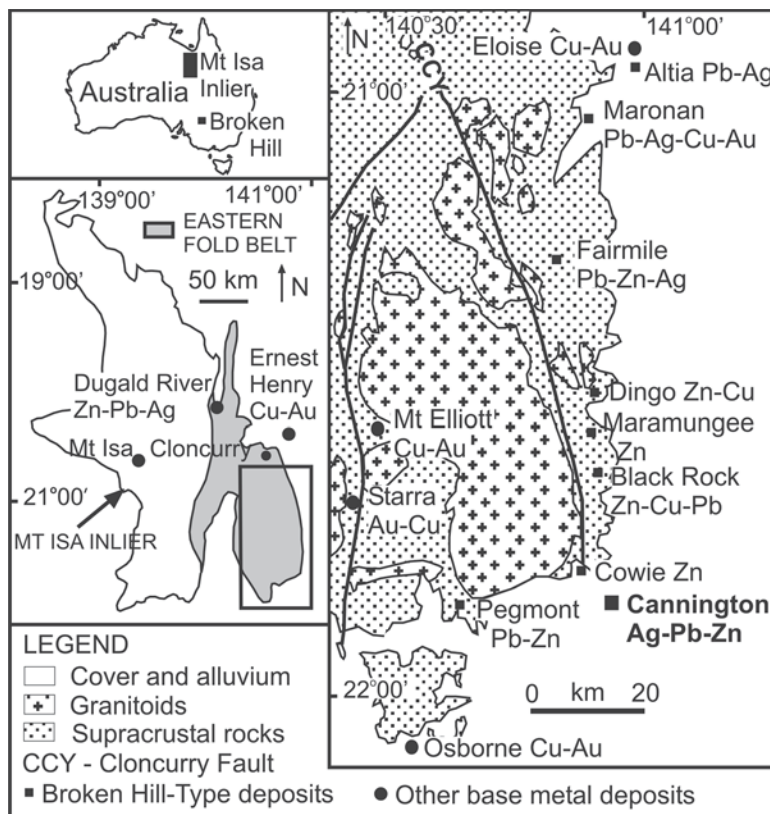 Australia
Mt Isa
Inlier
Broken
Hill
139°00'
141°00'
EASTERN
FOLD BELT
50 km
N
19°00'
Ernest
Henry
Cu-Au
Dugald River
Zn-Pb-Ag
Mt Isa
Cloncurry
21°00'
MT ISA INLIER
LEGEND
Cover and alluvium
Granitoids
Supracrustal rocks
CCY - Cloncurry Fault
Broken Hill-Type deposits
Other base metal deposits
N
140°30
141°00'
CCY
21°00'
Eloise Cu-Au
Altia Pb-Ag
Maronan
Pb-Ag-Cu-Au
Fairmile
Pb-Zn-Ag
Dingo Zn-Cu
Maramungee
Zn
Mt Elliott
Cu-Au
Black Rock
Zn-Cu-Pb
Starra
Au-Cu
Cowie Zn
Cannington
Ag-Pb-Zn
Pegmont
Pb-Zn
22°00'
0 km 20
Osborne Cu-Au